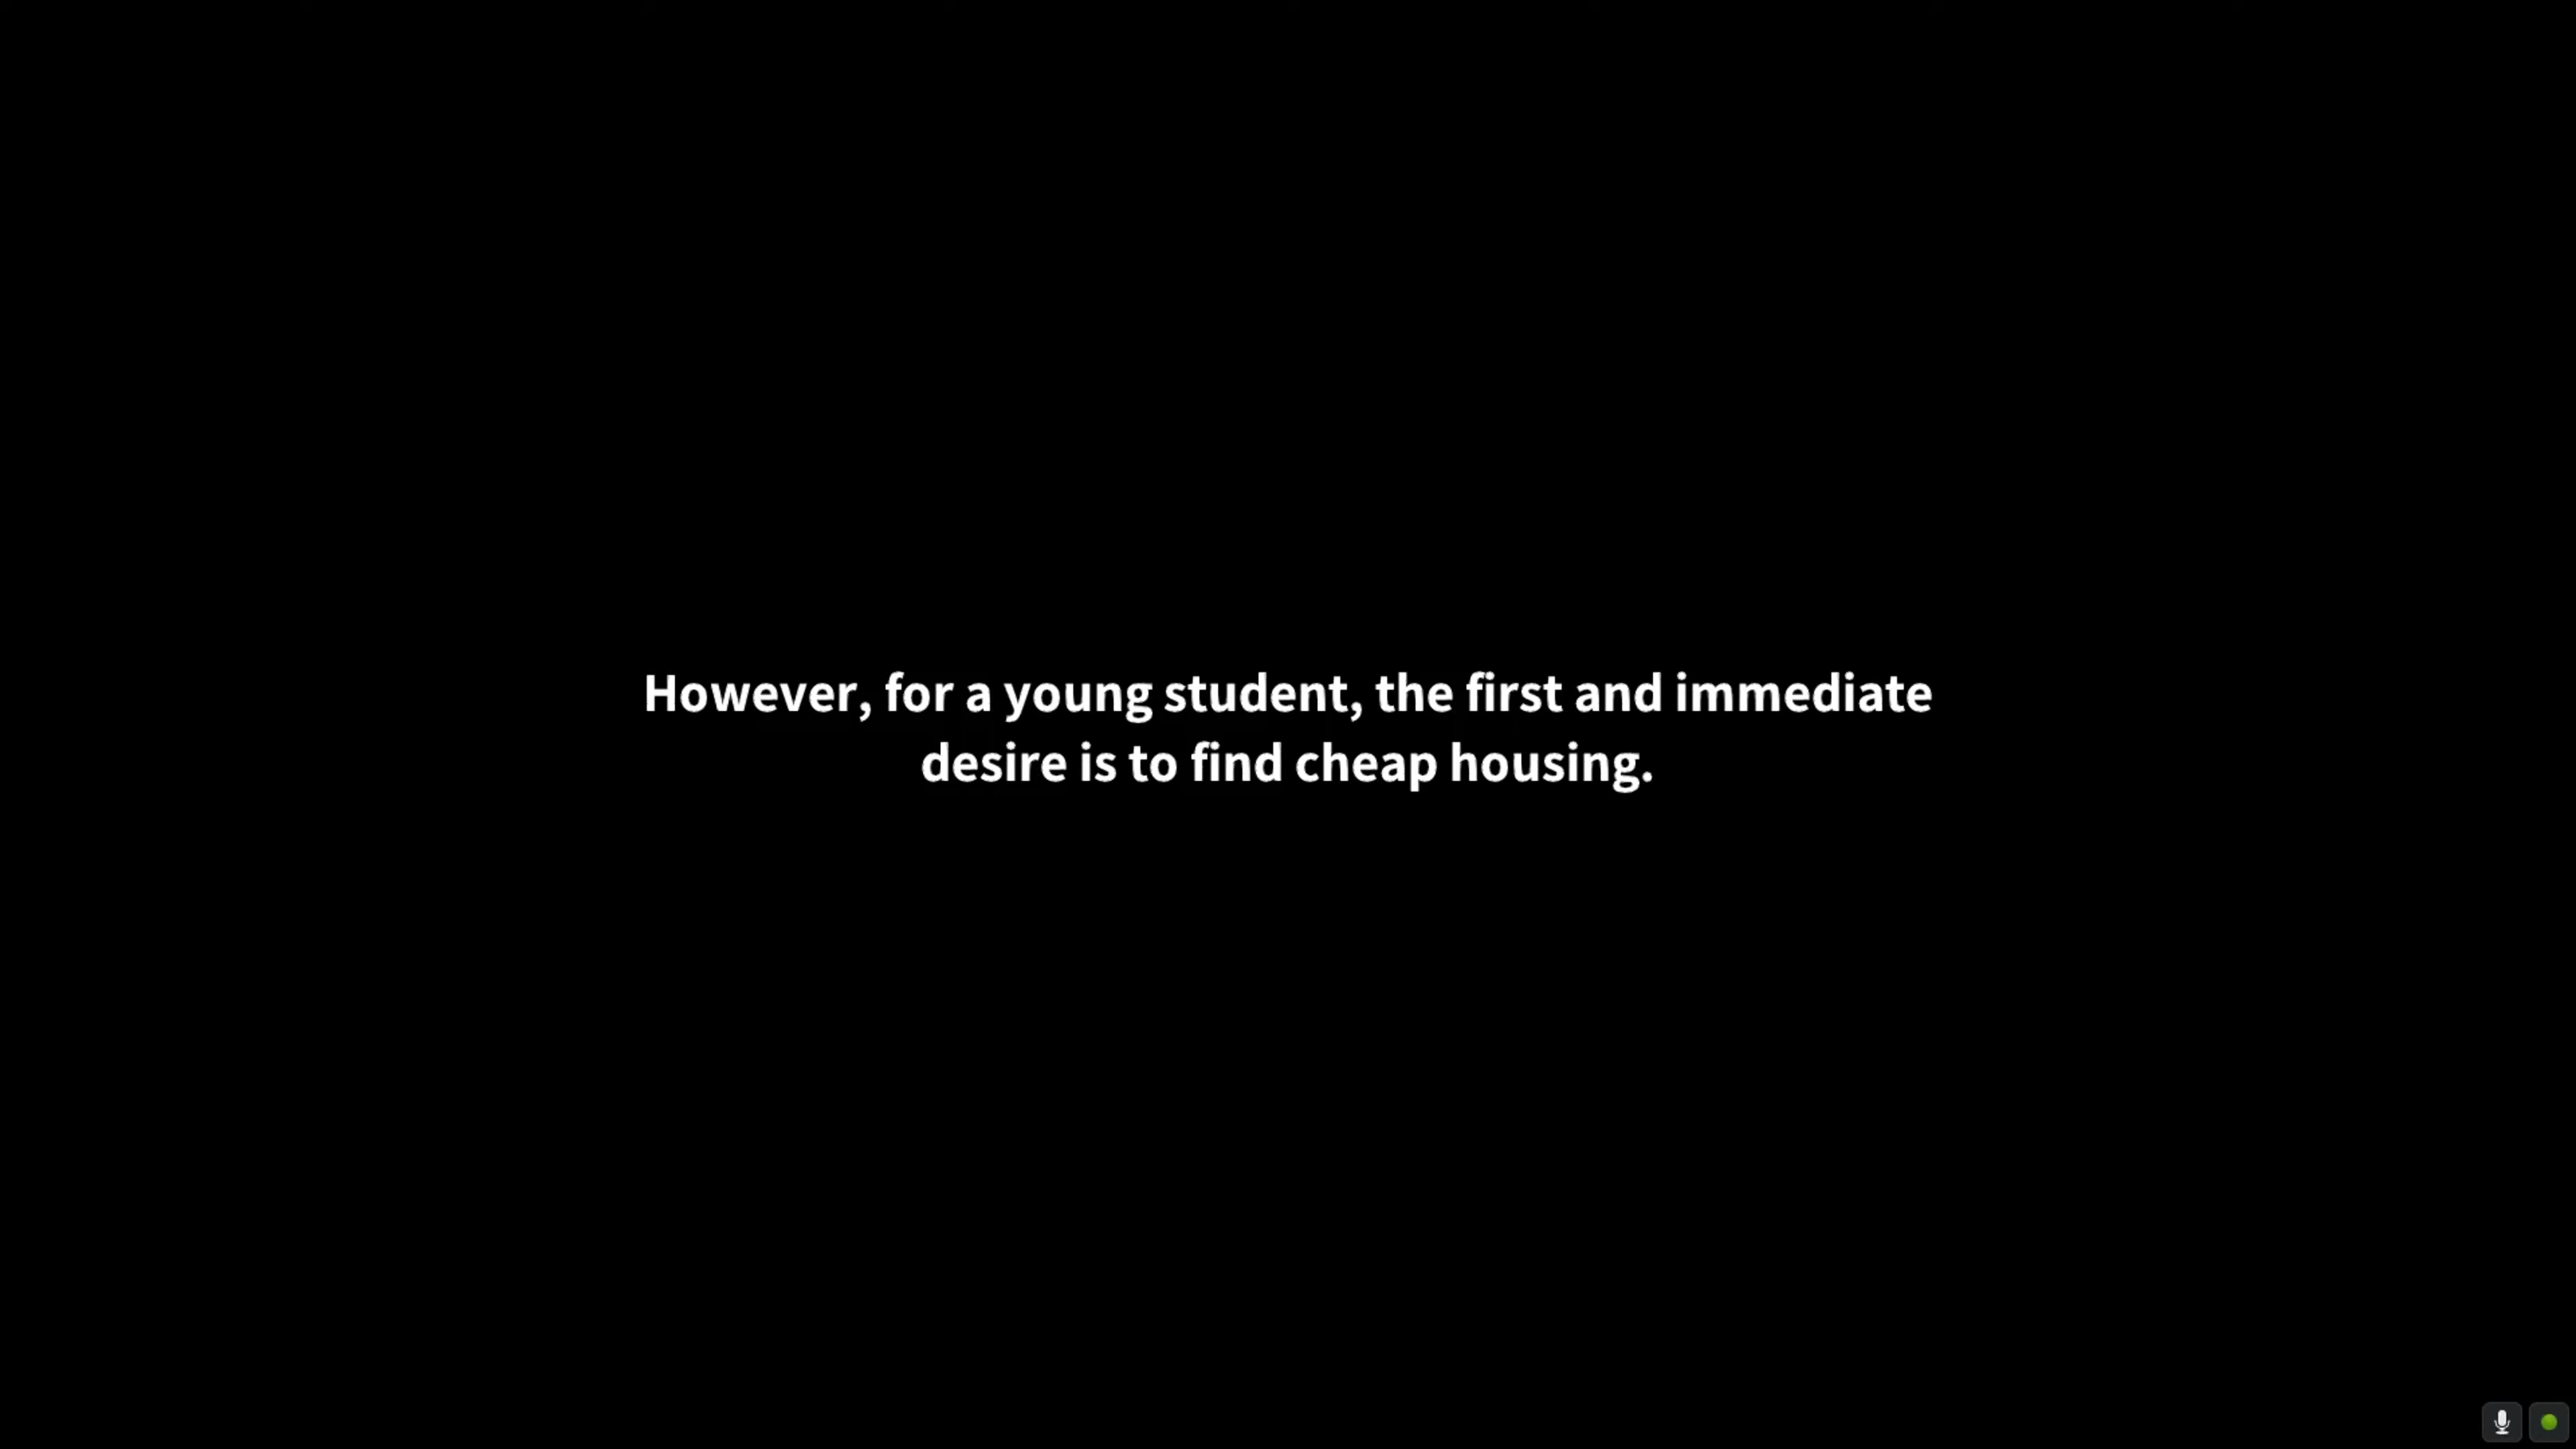 However, for a young student, the first and immediate
desire is to find cheap housing.